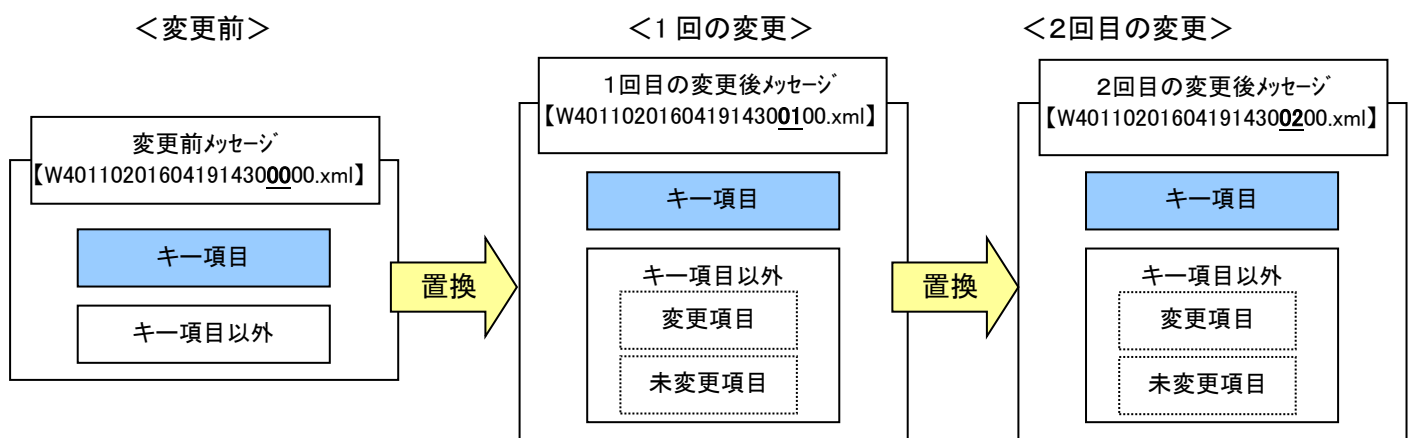 <変更前>
変更前メッセージ
【W40110201604191430000​0.xml】
キー項目
キー項目以外
置換
<1回の変更>
1回目の変更後メッセージ
【W401102016041914300100.xml】
キー項目
キー項目以外
変更項目
未変更項目
置換
<2回目の変更>
2回目の変更後メッセージ
【W401102016041914300200.xml】
キー項目
キー項目以外
変更項目
未変更項目